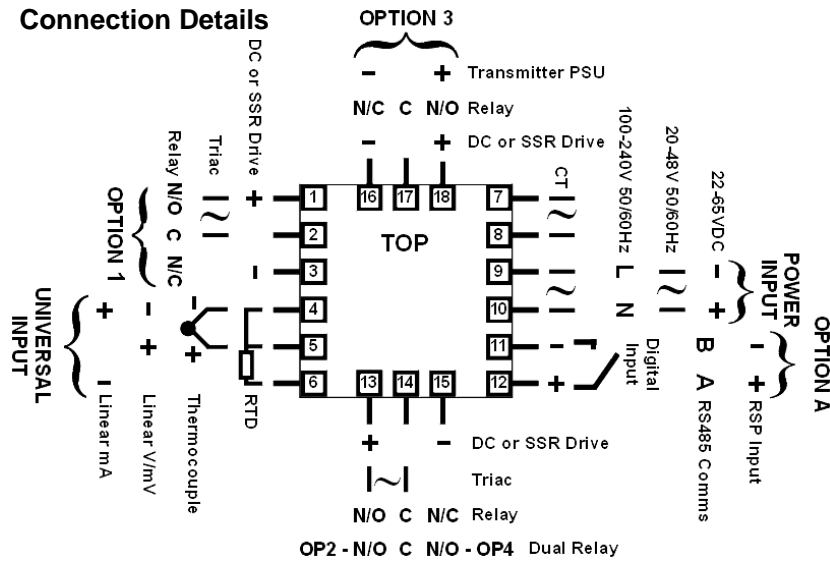 Connection Details
OPTION 3
− + Transmitter PSU
N/C C N/O Relay
− + DC or SSR Drive
DC or SSR Drive
+
−
Triac
~
Relay N/O C N/C
OPTION 1
UNIVERSAL INPUT
+ − Linear mA
− + Linear V/mV
− + Thermocouple
RTD
16 17 18
TOP
1
2
3
4
5
6
7
8
9
10
11
12
13 14 15
CT
~
~
100-240V 50/60Hz
L N
20-48V 50/60Hz
~
22-65VDC
− +
POWER INPUT
OPTION A
− +
Digital Input
B A RS485 Comms
− + RSP Input
+ − DC or SSR Drive
~ Triac
N/O C N/C Relay
OP2 - N/O C N/O - OP4 Dual Relay